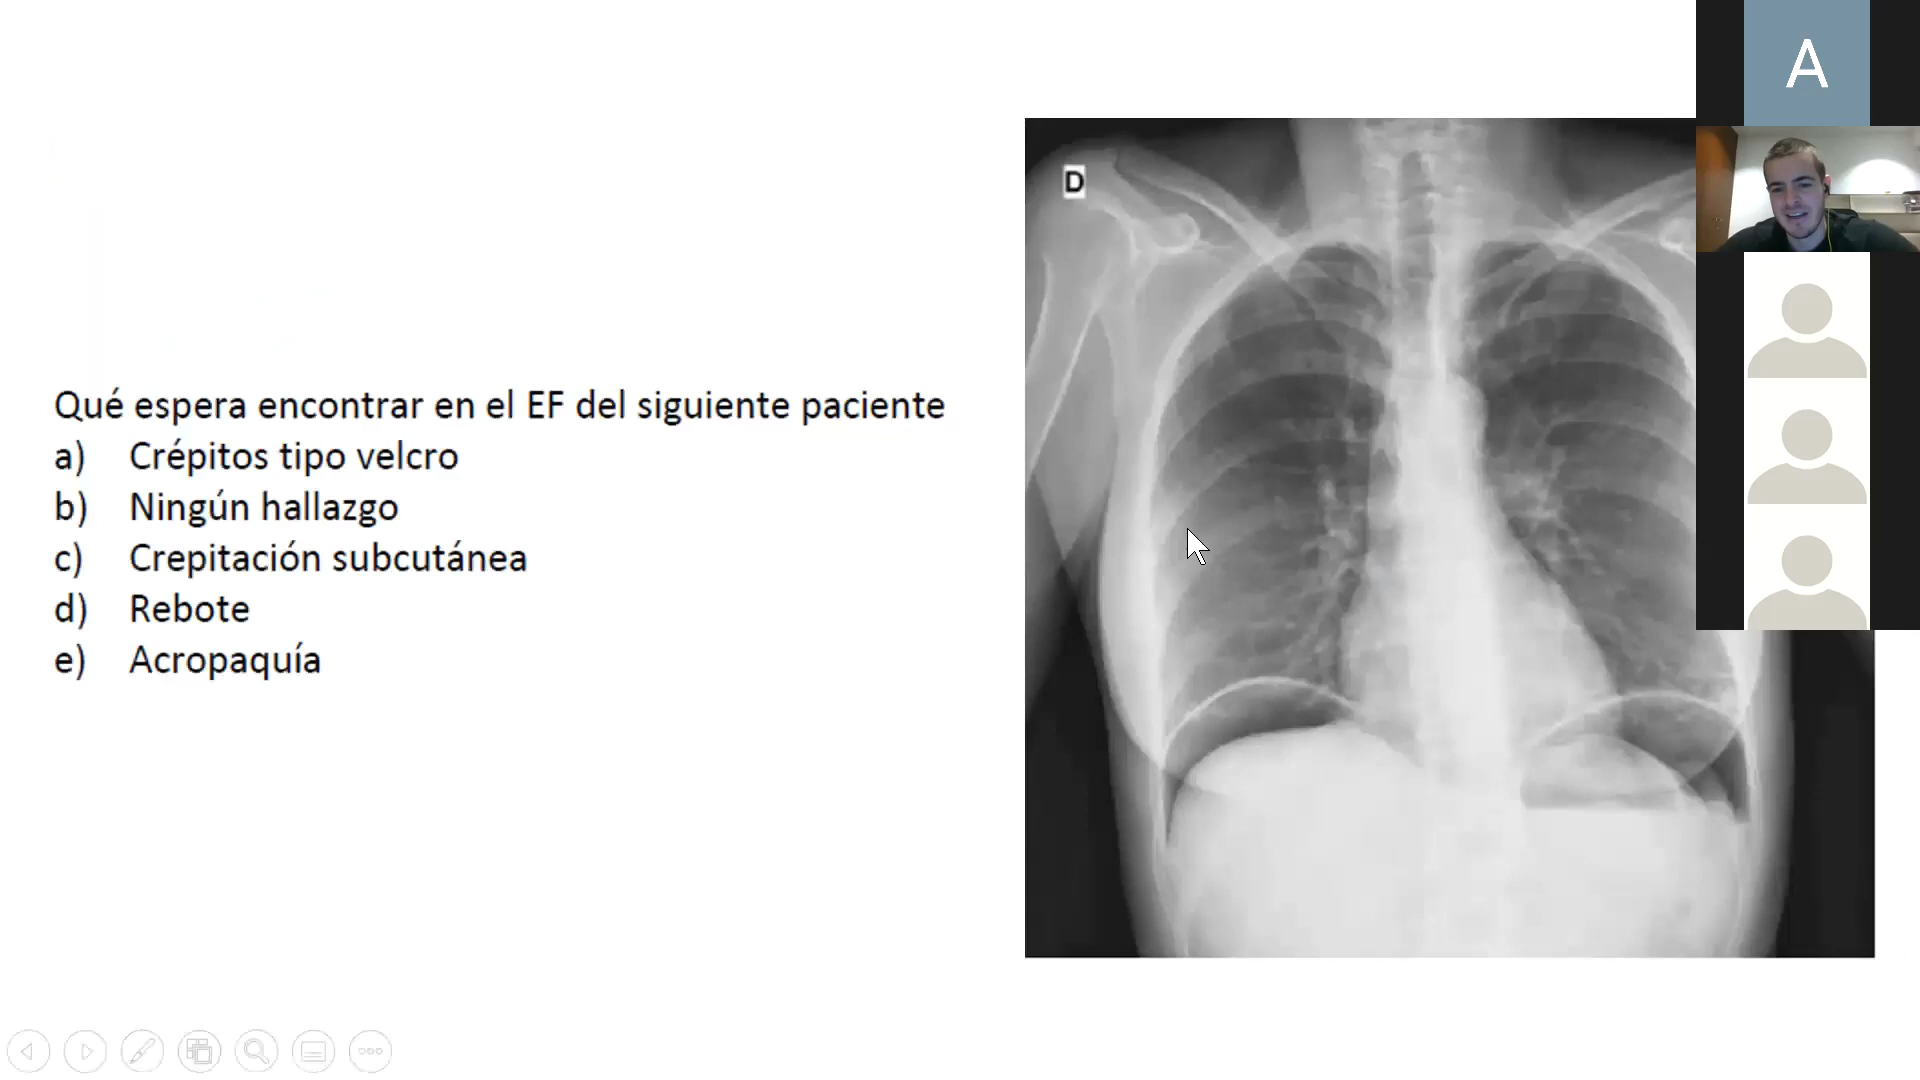 A
D
Qué espera encontrar en el EF del siguiente paciente
a) Crépitos tipo velcro
b) Ningún hallazgo
c) Crepitación subcutánea
d) Rebote
e) Acropaquía